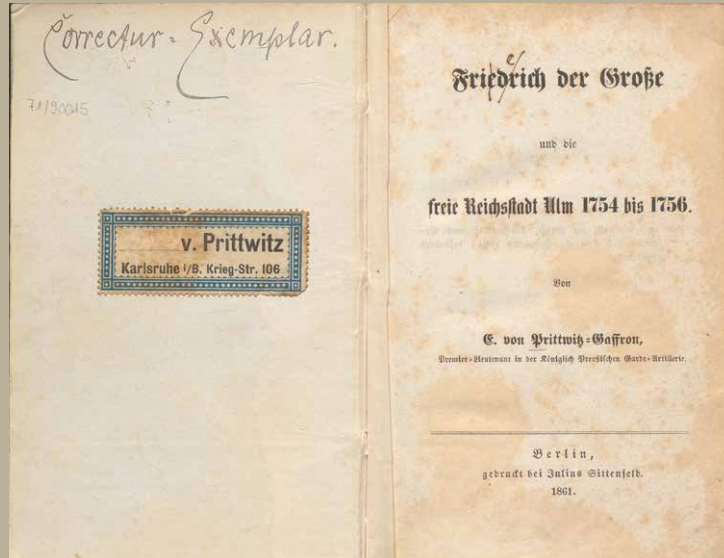 Correctur-Exemplar.
71/90015
v. Prittwitz
Karlsruhe i/B. Krieg-Str. 106
e/
Friedrich der Große
und die
freie Reichsstadt Ulm 1754 bis 1756.
Von
E. von Prittwitz-Gaffron,
Premier-Lieutenant in der Königlich Preußischen Garde-Artillerie.
Berlin,
gedruckt bei Julius Sittenfeld.
1861.